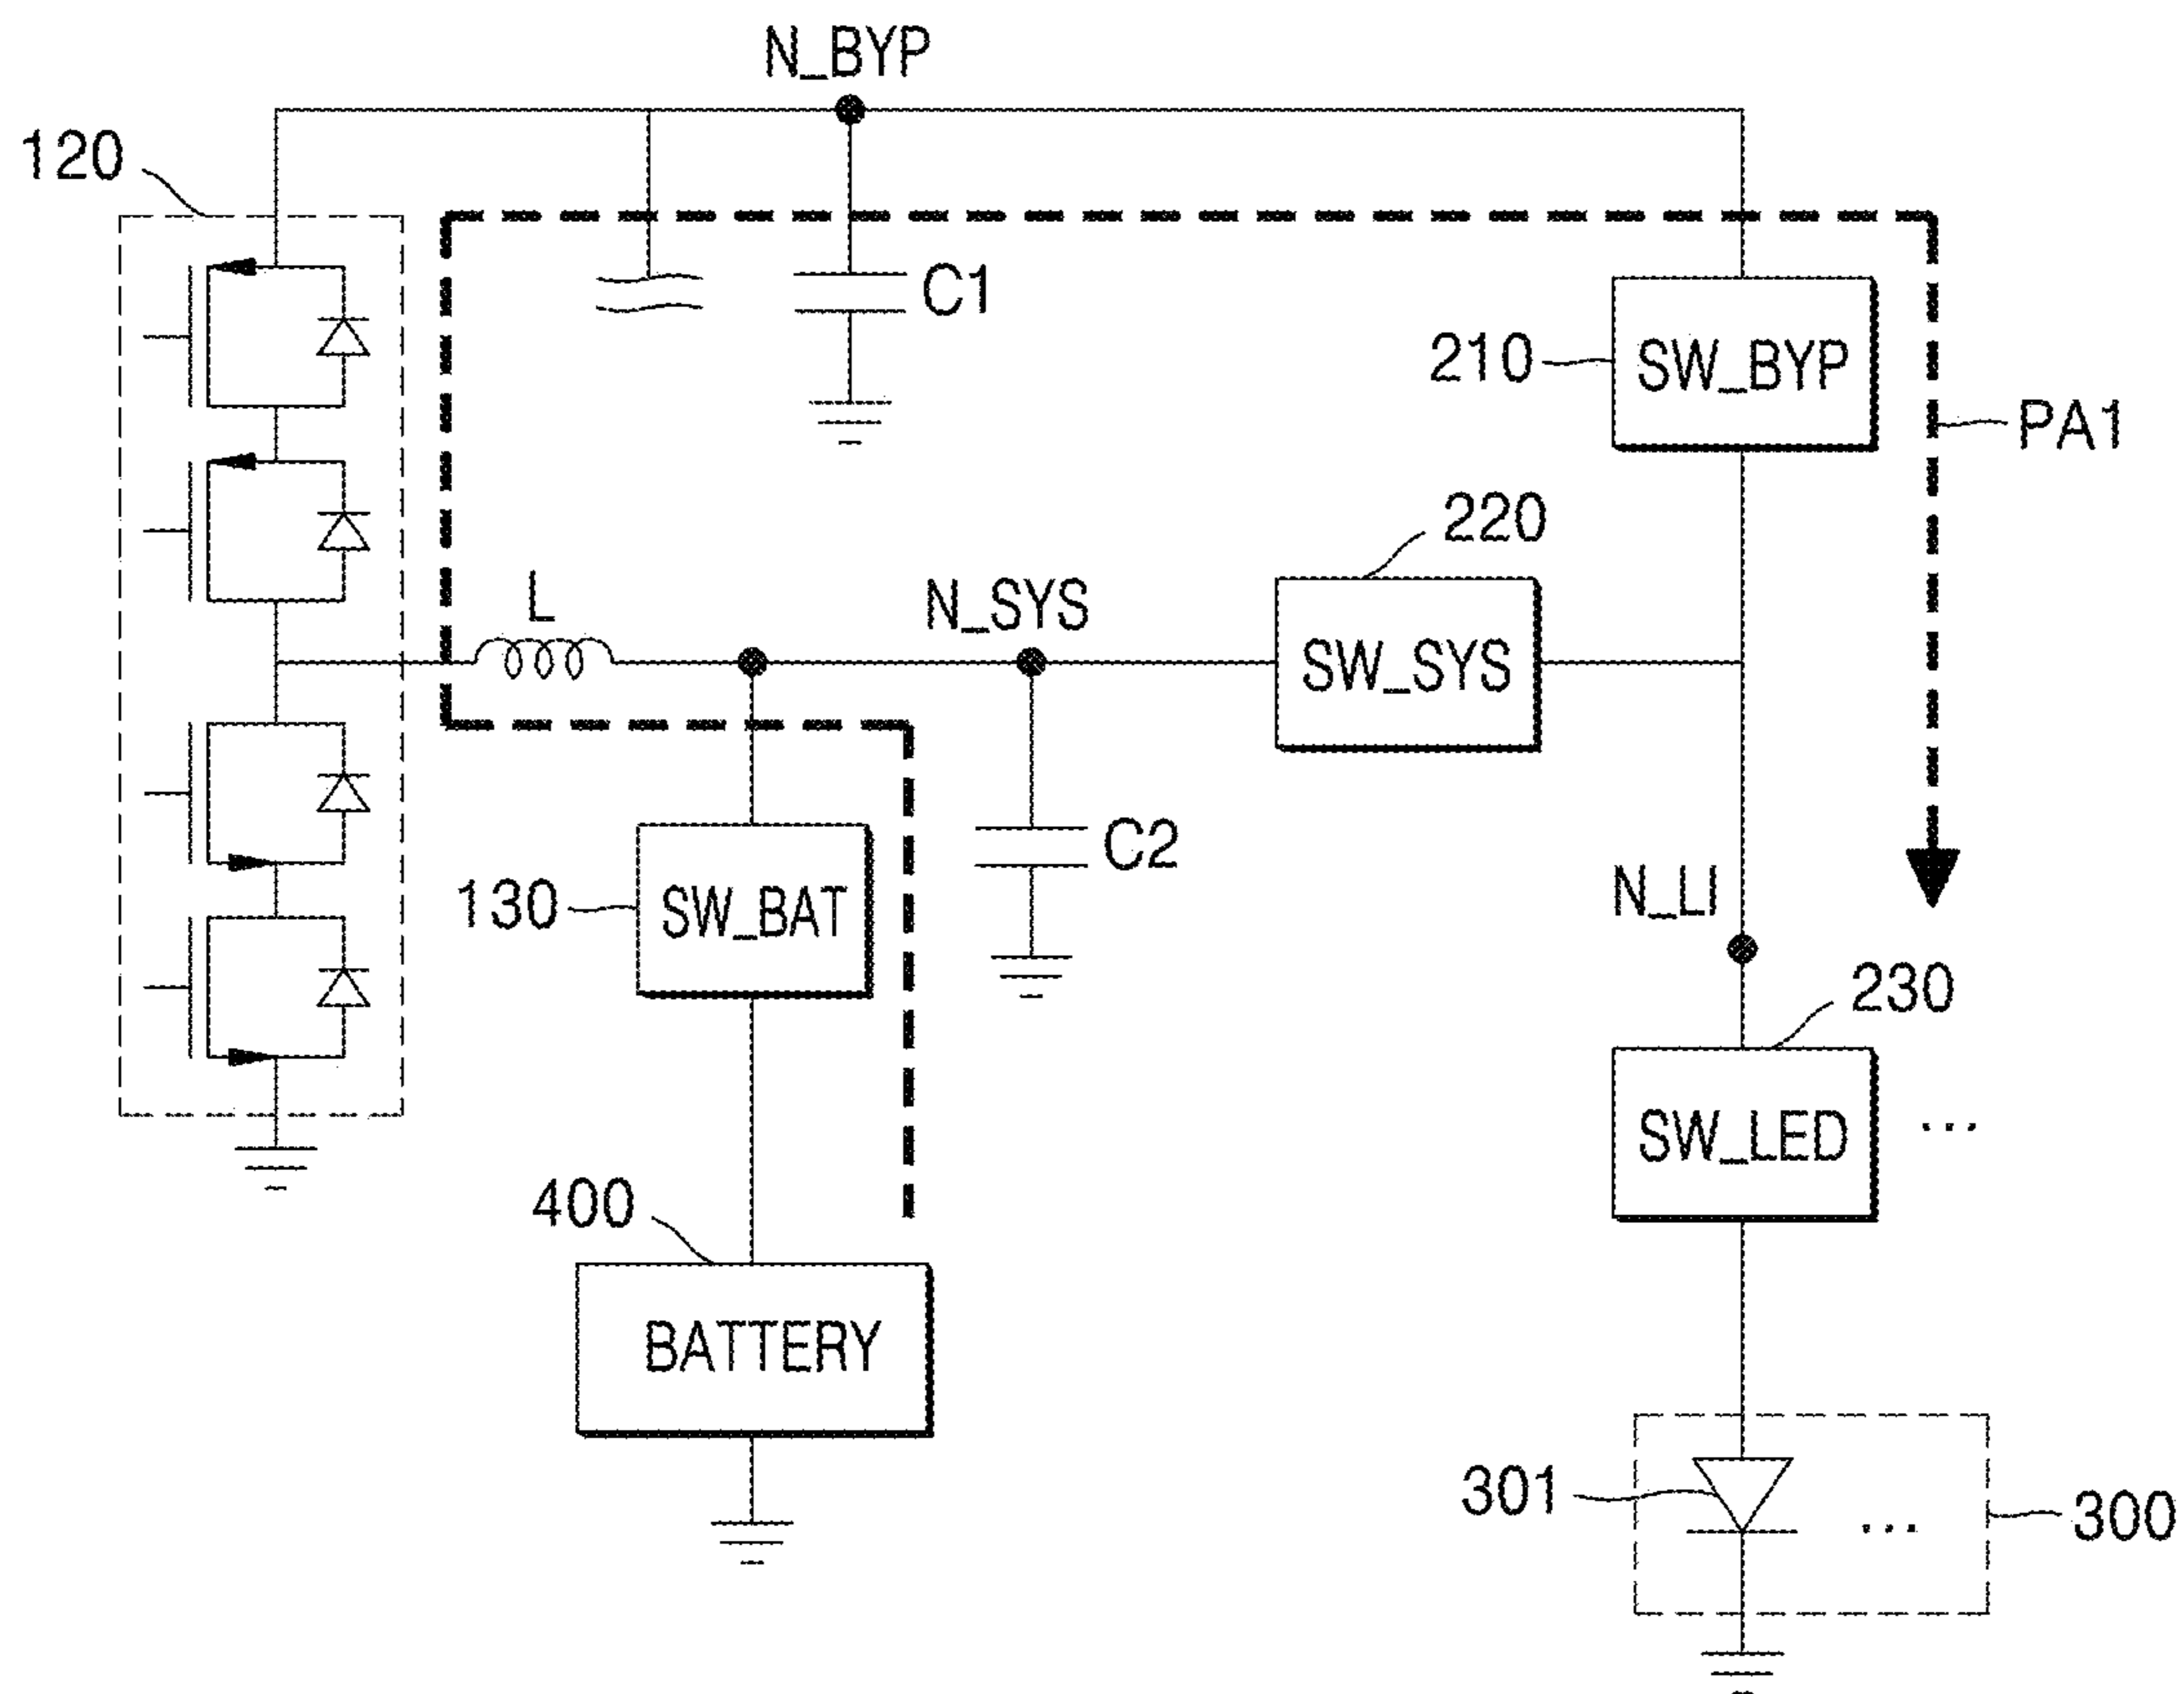 N_BYP
120
C1
210
SW_BYP
PA1
220
L
N_SYS
SW_SYS
C2
130
SW_BAT
N_LI
230
SW_LED
...
400
BATTERY
301
...
300